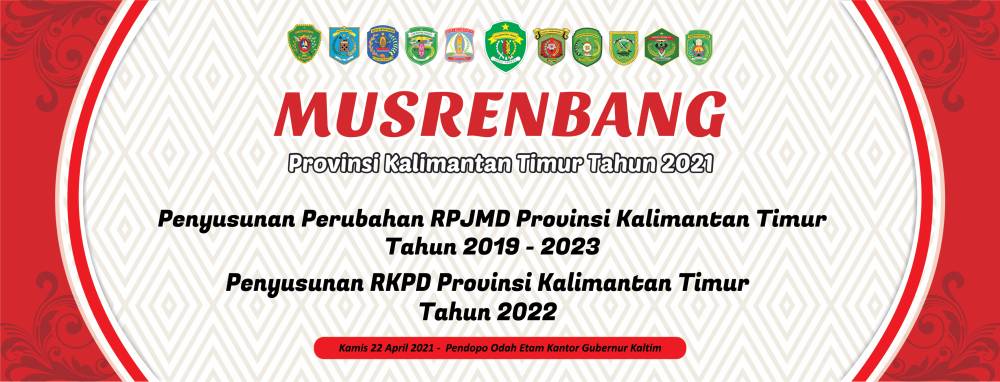 MUSRENBANG
Provinsi Kalimantan Timur Tahun 2021
Penyusunan Perubahan RPJMD Provinsi Kalimantan Timur
Tahun 2019 - 2023
Penyusunan RKPD Provinsi Kalimantan Timur
Tahun 2022
Kamis 22 April 2021 - Pendopo Odah Etam Kantor Gubernur Kaltim